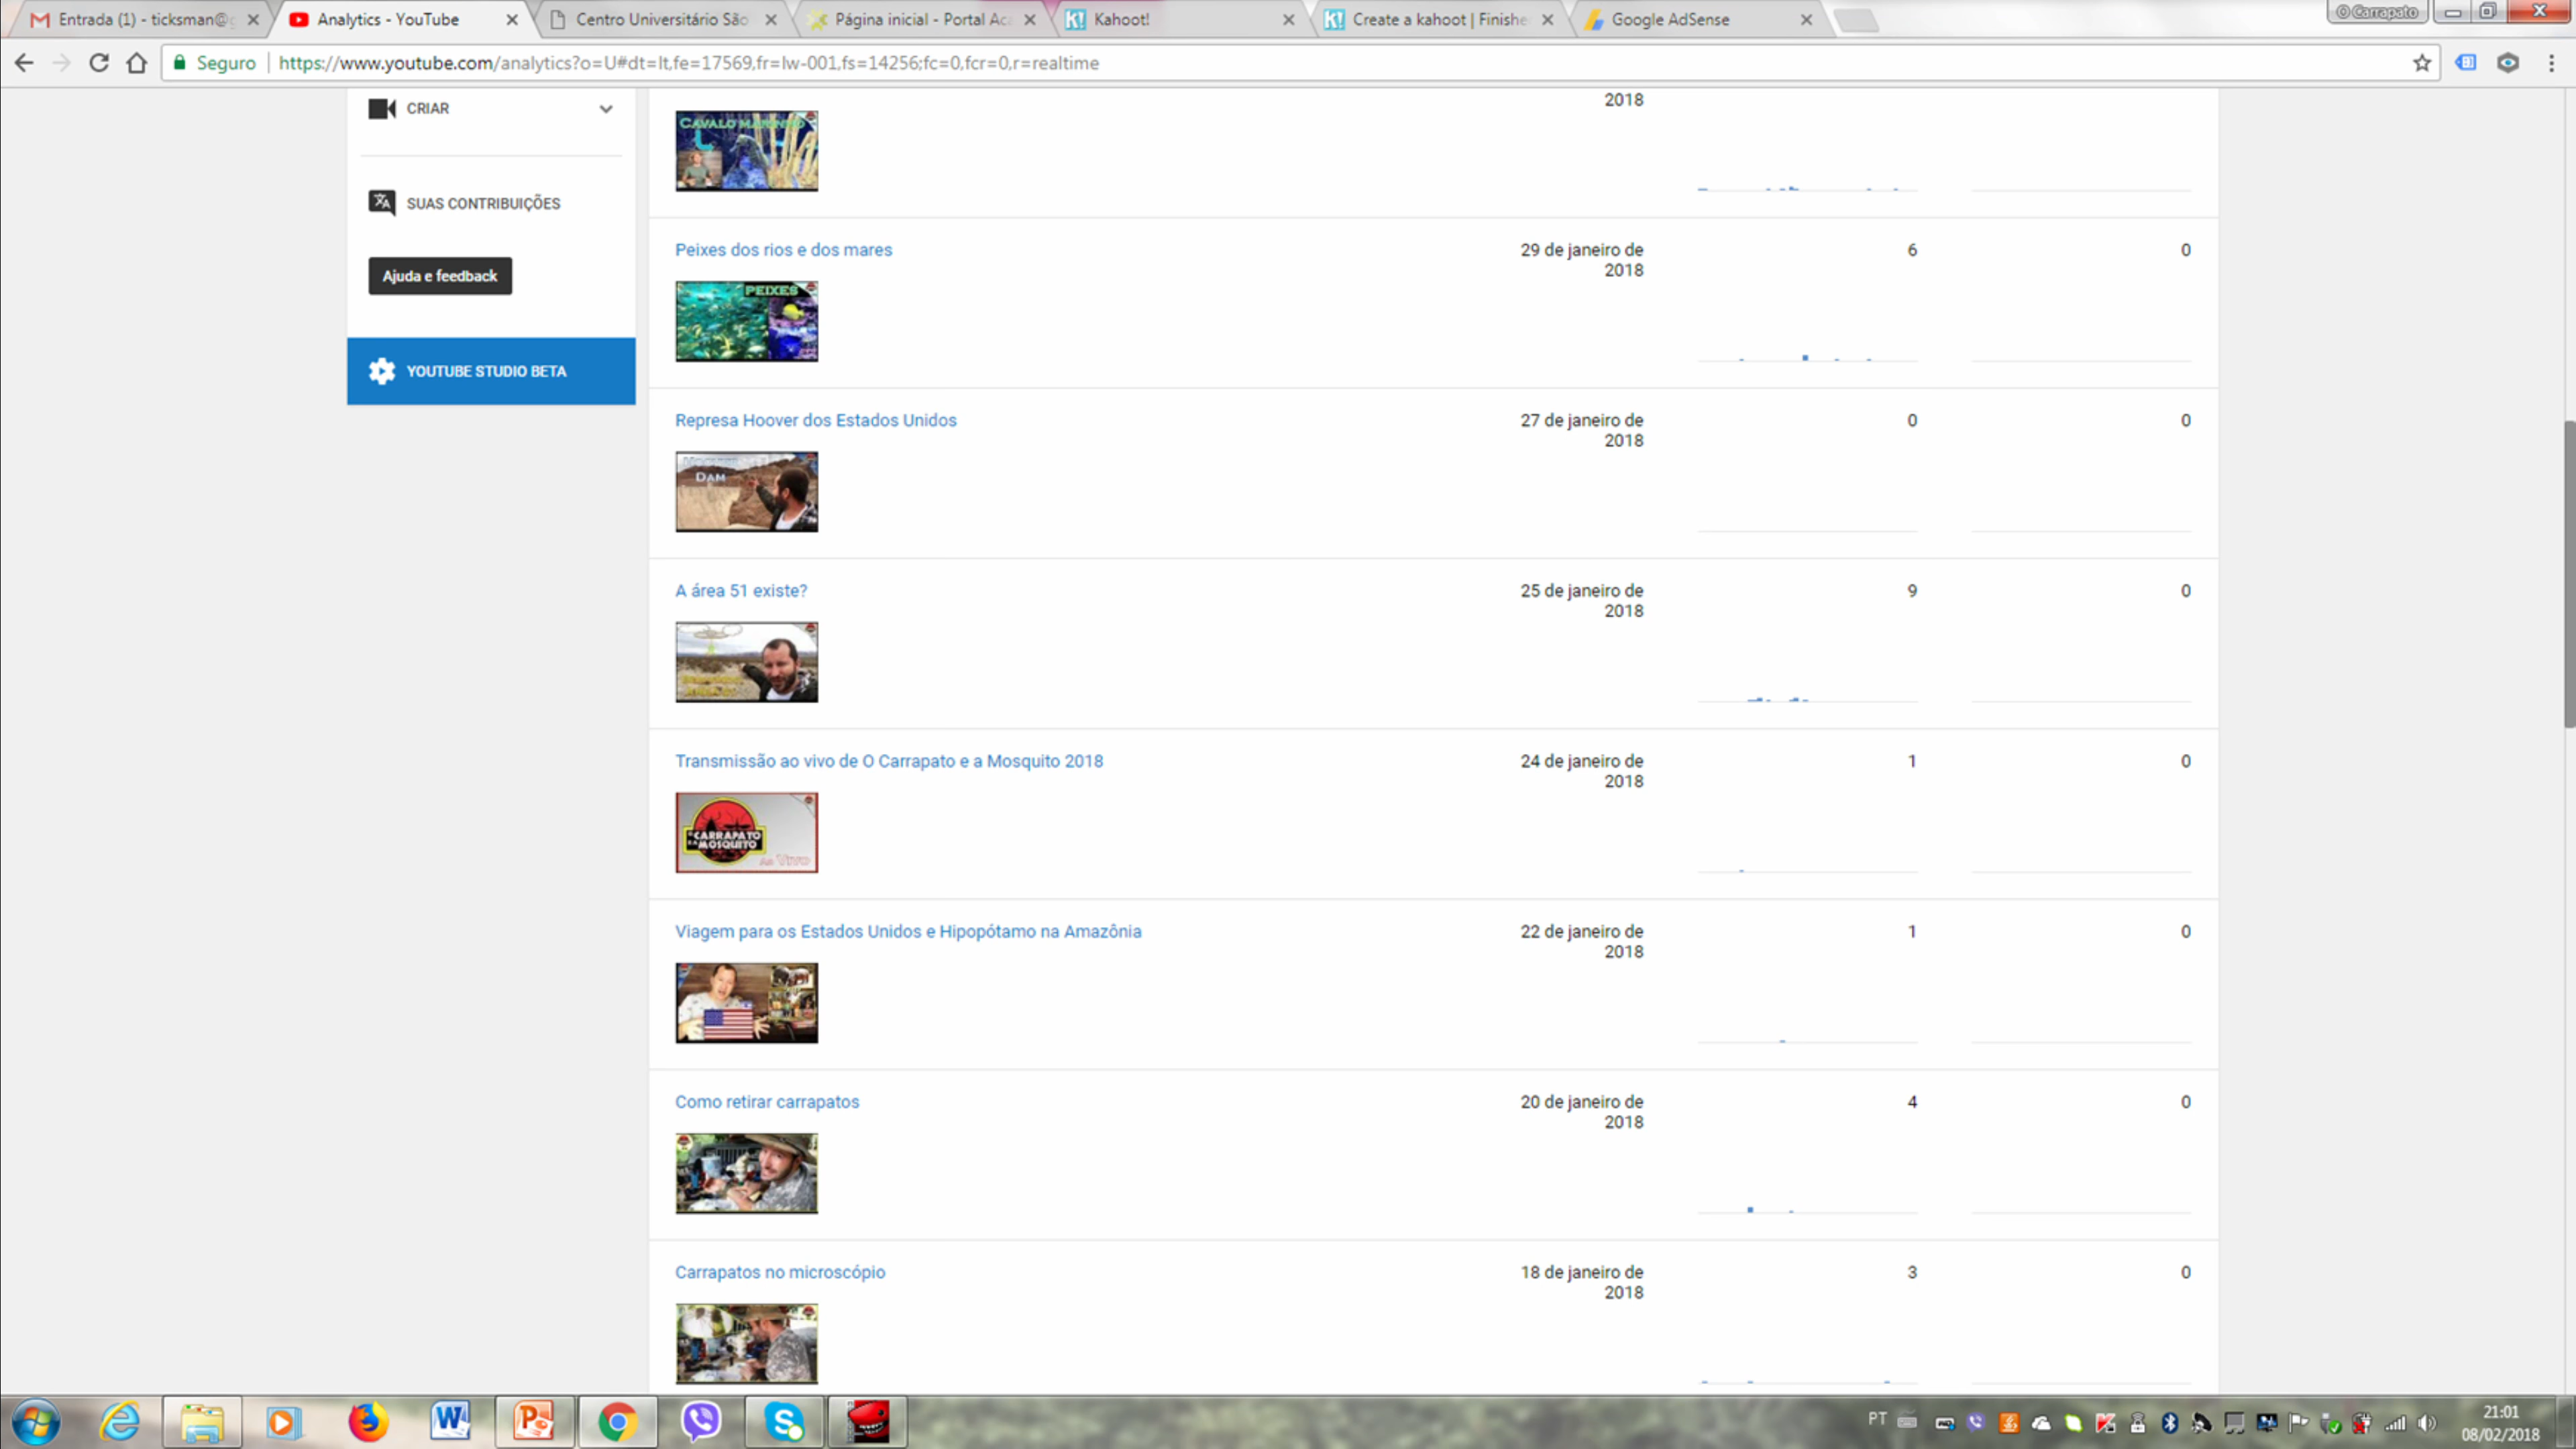 Entrada (1) - ticksman@g
Analytics - YouTube
Centro Universitário São
Página inicial - Portal Aca
Kahoot!
Create a kahoot | Finishe
Google AdSense
O Carrapato
Seguro
https://www.youtube.com/analytics?o=U#dt=lt,fe=17569,fr=lw-001,fs=14256;fc=0,fcr=0,r=realtime
CRIAR
SUAS CONTRIBUIÇÕES
Ajuda e feedback
YOUTUBE STUDIO BETA
2018
CAVALO MARINHO
Peixes dos rios e dos mares
29 de janeiro de
2018
6
0
PEIXES
Represa Hoover dos Estados Unidos
27 de janeiro de
2018
0
0
DAM
A área 51 existe?
25 de janeiro de
2018
9
0
Transmissão ao vivo de O Carrapato e a Mosquito 2018
24 de janeiro de
2018
1
0
CARRAPATO
MOSQUITO
Ao Vivo
Viagem para os Estados Unidos e Hipopótamo na Amazônia
22 de janeiro de
2018
1
0
Como retirar carrapatos
20 de janeiro de
2018
4
0
Carrapatos no microscópio
18 de janeiro de
2018
3
0
PT
21:01
08/02/2018